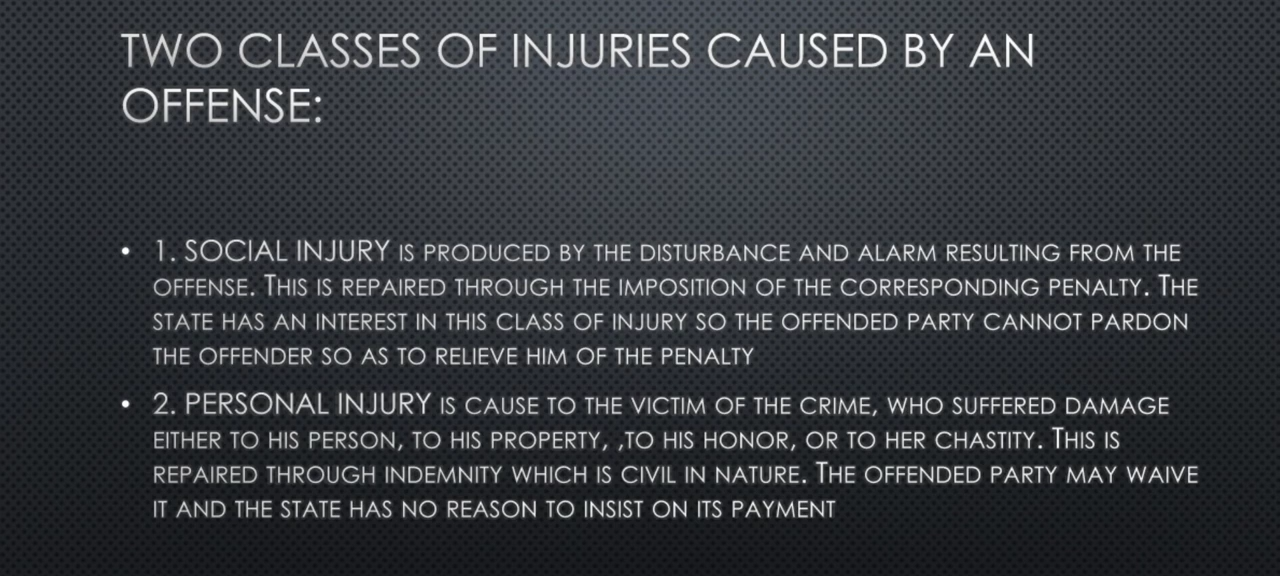 TWO CLASSES OF INJURIES CAUSED BY AN
OFFENSE:
• 1. SOCIAL INJURY IS PRODUCED BY THE DISTURBANCE AND ALARM RESULTING FROM THE
OFFENSE. THIS IS REPAIRED THROUGH THE IMPOSITION OF THE CORRESPONDING PENALTY. THE
STATE HAS AN INTEREST IN THIS CLASS OF INJURY SO THE OFFENDED PARTY CANNOT PARDON
THE OFFENDER SO AS TO RELIEVE HIM OF THE PENALTY
• 2. PERSONAL INJURY IS CAUSE TO THE VICTIM OF THE CRIME, WHO SUFFERED DAMAGE
EITHER TO HIS PERSON, TO HIS PROPERTY, ,TO HIS HONOR, OR TO HER CHASTITY. THIS IS
REPAIRED THROUGH INDEMNITY WHICH IS CIVIL IN NATURE. THE OFFENDED PARTY MAY WAIVE
IT AND THE STATE HAS NO REASON TO INSIST ON ITS PAYMENT